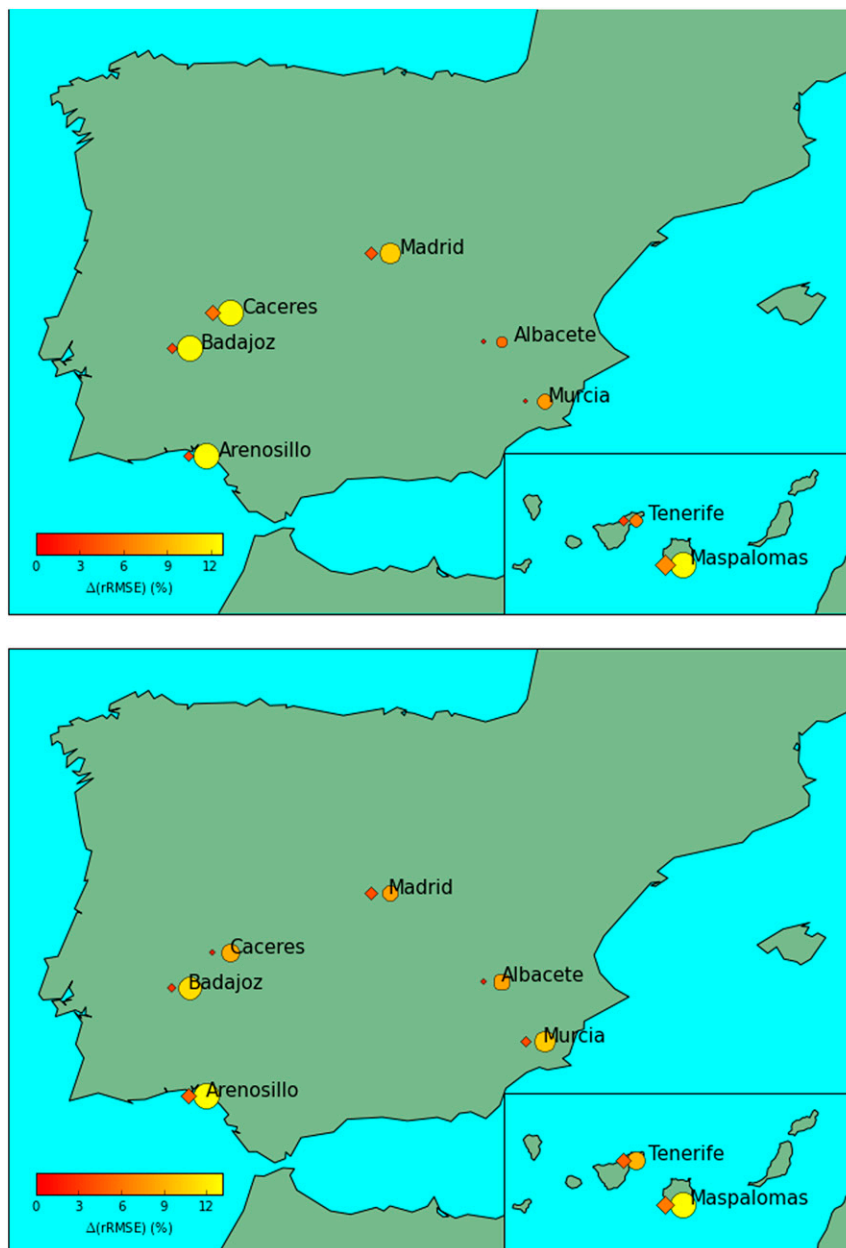 Madrid
Caceres
Badajoz
Albacete
Murcia
Arenosillo
Tenerife
Maspalomas
0 3 6 9 12
Δ(rRMSE) (%)
Madrid
Caceres
Badajoz
Albacete
Murcia
Arenosillo
Tenerife
Maspalomas
0 3 6 9 12
Δ(rRMSE) (%)